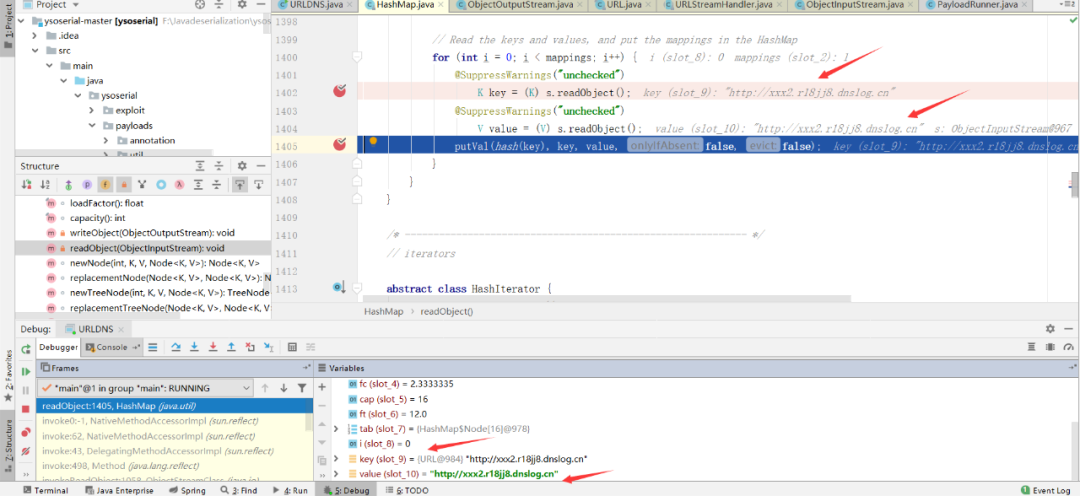 Project
URLDNS.java
HashMap.java
ObjectOutputStream.java
URL.java
URLStreamHandler.java
ObjectInputStream.java
PayloadRunner.java
1: Project
ysoserial-master [ysoserial] F:\Javadeserialization\ysos
.idea
src
main
java
ysoserial
exploit
payloads
annotation
util
1398
1399 // Read the keys and values, and put the mappings in the HashMap
1400 for (int i = 0; i < mappings; i++) { i (slot_8): 0 mappings (slot_2): 1
1401 @SuppressWarnings("unchecked")
1402 K key = (K) s.readObject(); key (slot_9): "http://xxx2.r18jj8.dnslog.cn"
1403 @SuppressWarnings("unchecked")
1404 V value = (V) s.readObject(); value (slot_10): "http://xxx2.r18jj8.dnslog.cn" s: ObjectInputStream@967
1405 putVal(hash(key), key, value, onlyIfAbsent: false, evict: false); key (slot_9): "http://xxx2.r18jj8.dnslog.cn
1406 }
1407 }
1408 }
1409
1410 /* ------------------------------------------------------------ */
1411 // iterators
1412
1413 abstract class HashIterator {
HashMap
readObject()
Structure
loadFactor(): float
capacity(): int
writeObject(ObjectOutputStream): void
readObject(ObjectInputStream): void
newNode(int, K, V, Node<K, V>): Node<K, V>
replacementNode(Node<K, V>, Node<K, V>): N
newTreeNode(int, K, V, Node<K, V>): TreeNode
replacementTreeNode(Node<K, V>, Node<K,
Debug: URLDNS
Debugger Console
Frames
"main"@1 in group "main": RUNNING
readObject:1405, HashMap (java.util)
invoke0:-1, NativeMethodAccessorImpl (sun.reflect)
invoke:62, NativeMethodAccessorImpl (sun.reflect)
invoke:43, DelegatingMethodAccessorImpl (sun.reflect)
invoke:498, Method (java.lang.reflect)
invokeReadObject:1058, ObjectStreamClass (java.io)
Variables
fc (slot_4) = 2.3333335
cap (slot_5) = 16
ft (slot_6) = 12.0
tab (slot_7) = {HashMap$Node[16]@978}
i (slot_8) = 0
key (slot_9) = {URL@984} "http://xxx2.r18jj8.dnslog.cn"
value (slot_10) = "http://xxx2.r18jj8.dnslog.cn"
2: Favorites
Z: Structure
Terminal
Java Enterprise
Spring
3: Find
4: Run
5: Debug
6: TODO
1 Event Log